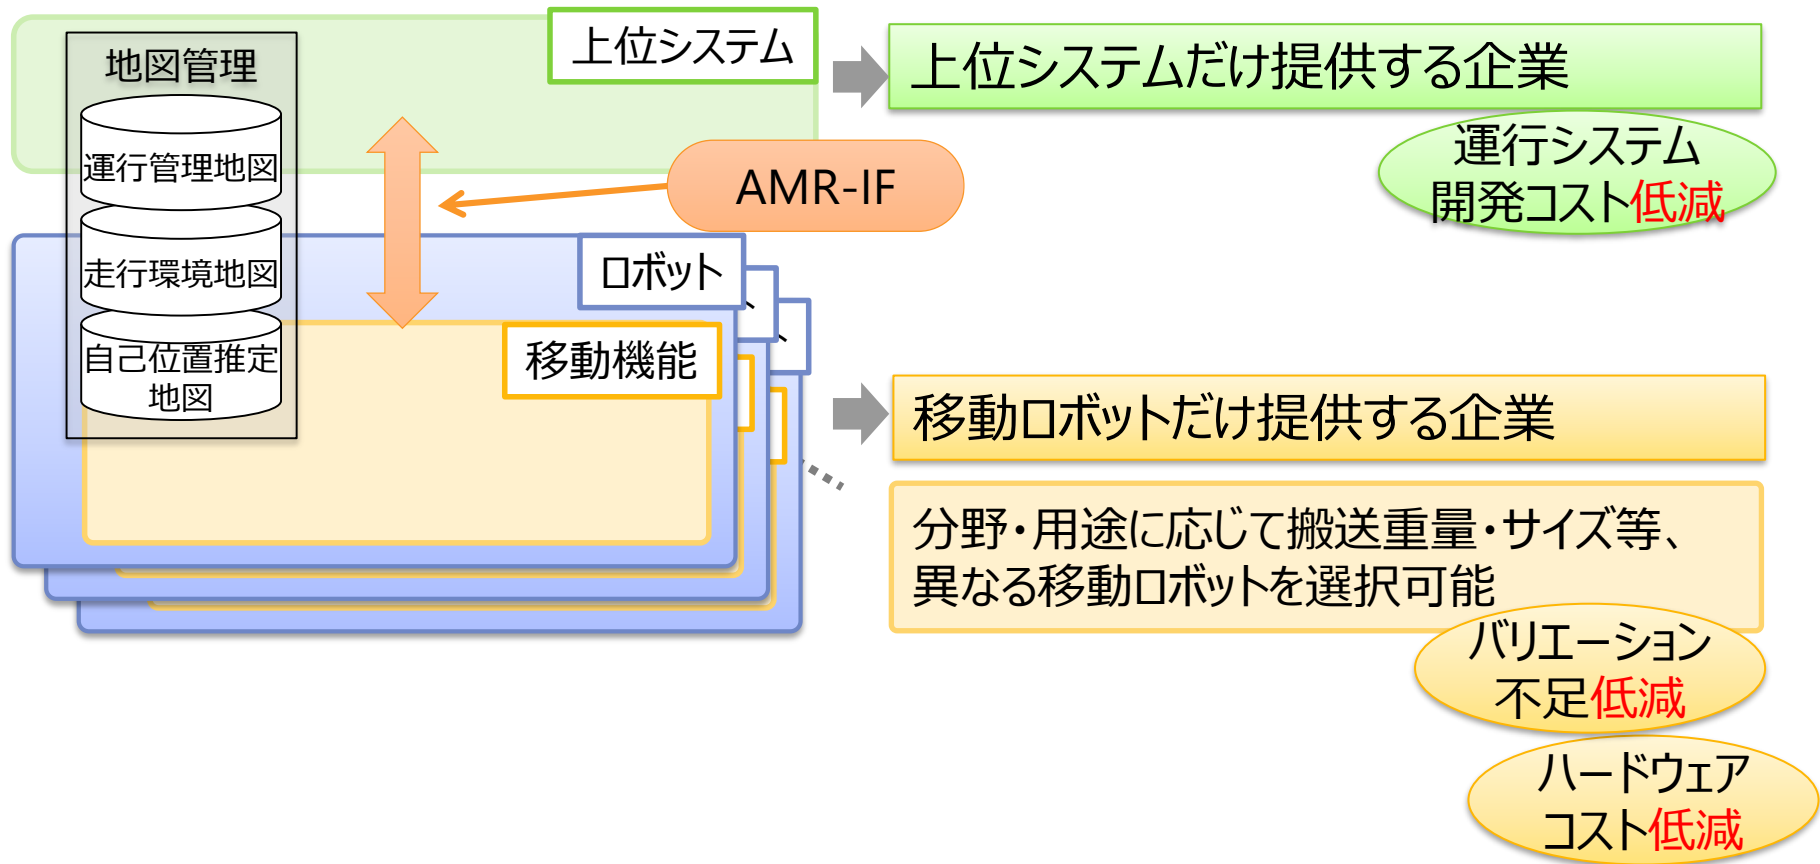 上位システム
地図管理
運行管理地図
走行環境地図
自己位置推定
地図
AMR-IF
ロボット
移動機能
上位システムだけ提供する企業
運行システム
開発コスト低減
移動ロボットだけ提供する企業
分野・用途に応じて搬送重量・サイズ等、
異なる移動ロボットを選択可能
バリエーション
不足低減
ハードウェア
コスト低減